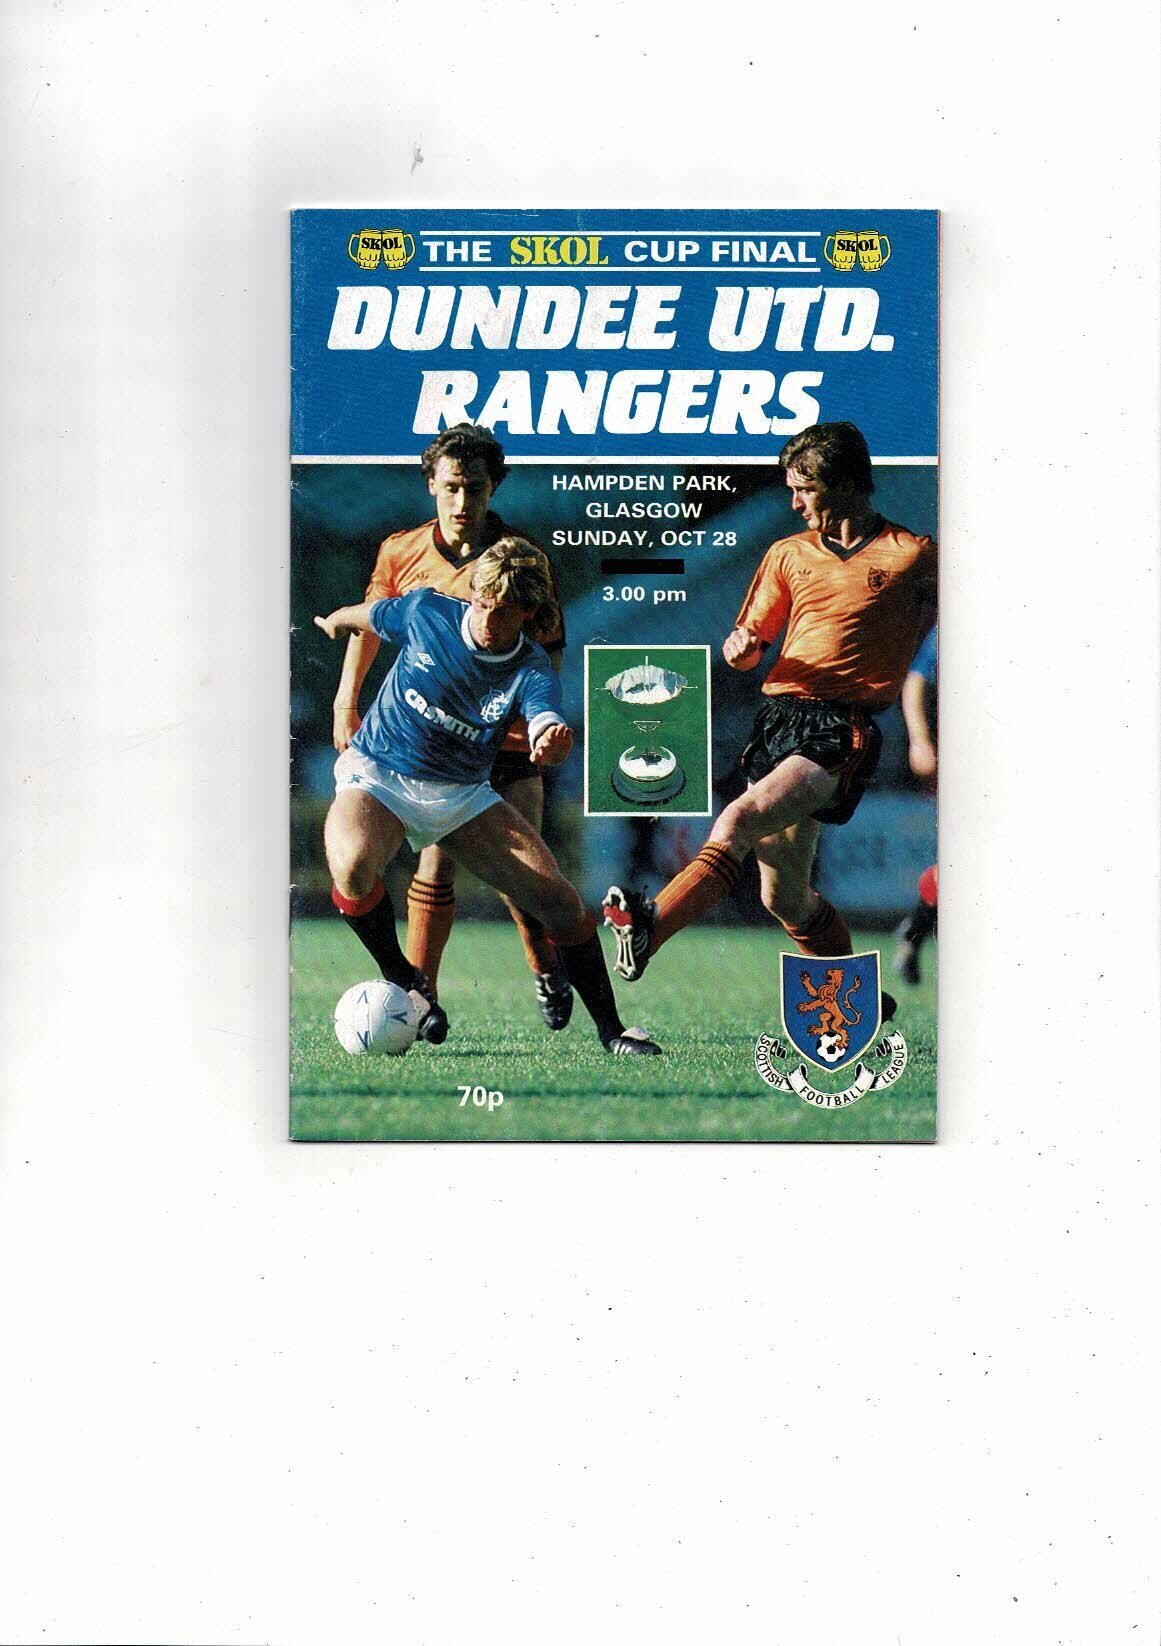 SKOL THE SKOL CUP FINAL SKOL
DUNDEE UTD.
RANGERS
HAMPDEN PARK,
GLASGOW
SUNDAY, OCT 28
3.00 pm
CR SMITH
SCOTTISH FOOTBALL LEAGUE
70p